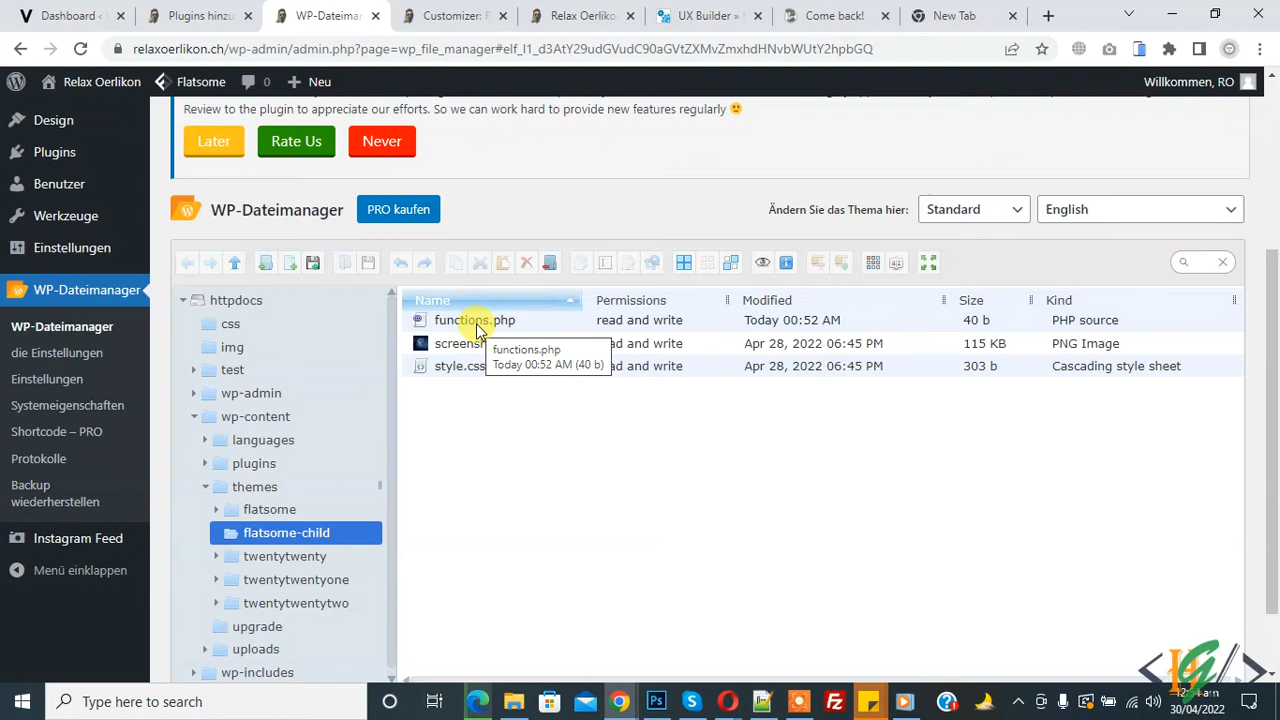 Dashboard ‹
Plugins hinzu
WP-Dateimar
Customizer: F
Relax Oerliko
UX Builder »
Come back!
New Tab
relaxoerlikon.ch/wp-admin/admin.php?page=wp_file_manager#elf_l1_d3AtY29udGVudC90aGVtZXMvZmxhdHNvbWUtY2hpbGQ
Relax Oerlikon
Flatsome
0
Neu
Willkommen, RO
Review to the plugin to appreciate our efforts. So we can work hard to provide new features regularly
Later
Rate Us
Never
Design
Plugins
Benutzer
Werkzeuge
Einstellungen
WP-Dateimanager
WP-Dateimanager
die Einstellungen
Einstellungen
Systemeigenschaften
Shortcode – PRO
Protokolle
Backup
wiederherstellen
Instagram Feed
Menü einklappen
WP-Dateimanager
PRO kaufen
Ändern Sie das Thema hier:
Standard
English
httpdocs
css
img
test
wp-admin
wp-content
languages
plugins
themes
flatsome
flatsome-child
twentytwenty
twentytwentyone
twentytwentytwo
upgrade
uploads
wp-includes
Name Permissions Modified Size Kind
functions.php read and write Today 00:52 AM 40 b PHP source
screensh ad and write Apr 28, 2022 06:45 PM 115 KB PNG Image
style.css ad and write Apr 28, 2022 06:45 PM 303 b Cascading style sheet
functions.php
Today 00:52 AM (40 b)
Type here to search
am
30/04/2022